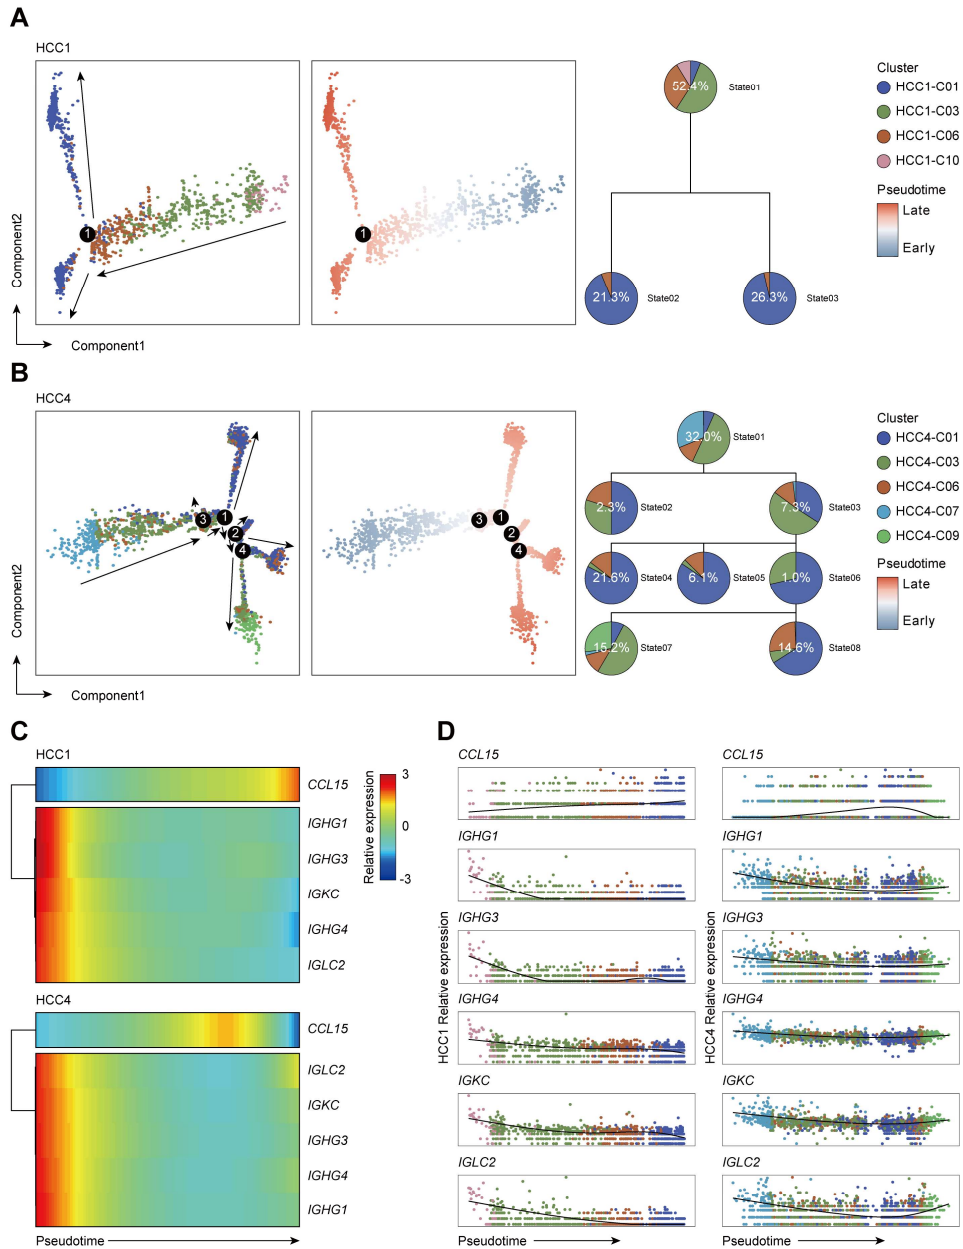 A
HCC1
1
1
Component2
Component1
52.4%
State01
21.3%
State02
26.3%
State03
Cluster
HCC1-C01
HCC1-C03
HCC1-C06
HCC1-C10
Pseudotime
Late
Early
B
HCC4
3
1
2
4
3
1
2
4
Component2
Component1
32.0%
State01
2.3%
State02
7.3%
State03
21.6%
State04
6.1%
State05
1.0%
State06
15.2%
State07
14.6%
State08
Cluster
HCC4-C01
HCC4-C03
HCC4-C06
HCC4-C07
HCC4-C09
Pseudotime
Late
Early
C
HCC1
CCL15
IGHG1
IGHG3
IGKC
IGHG4
IGLC2
Relative expression
3
0
-3
HCC4
CCL15
IGLC2
IGKC
IGHG3
IGHG4
IGHG1
Pseudotime
D
HCC1 Relative expression
CCL15
IGHG1
IGHG3
IGHG4
IGKC
IGLC2
Pseudotime
HCC4 Relative expression
CCL15
IGHG1
IGHG3
IGHG4
IGKC
IGLC2
Pseudotime